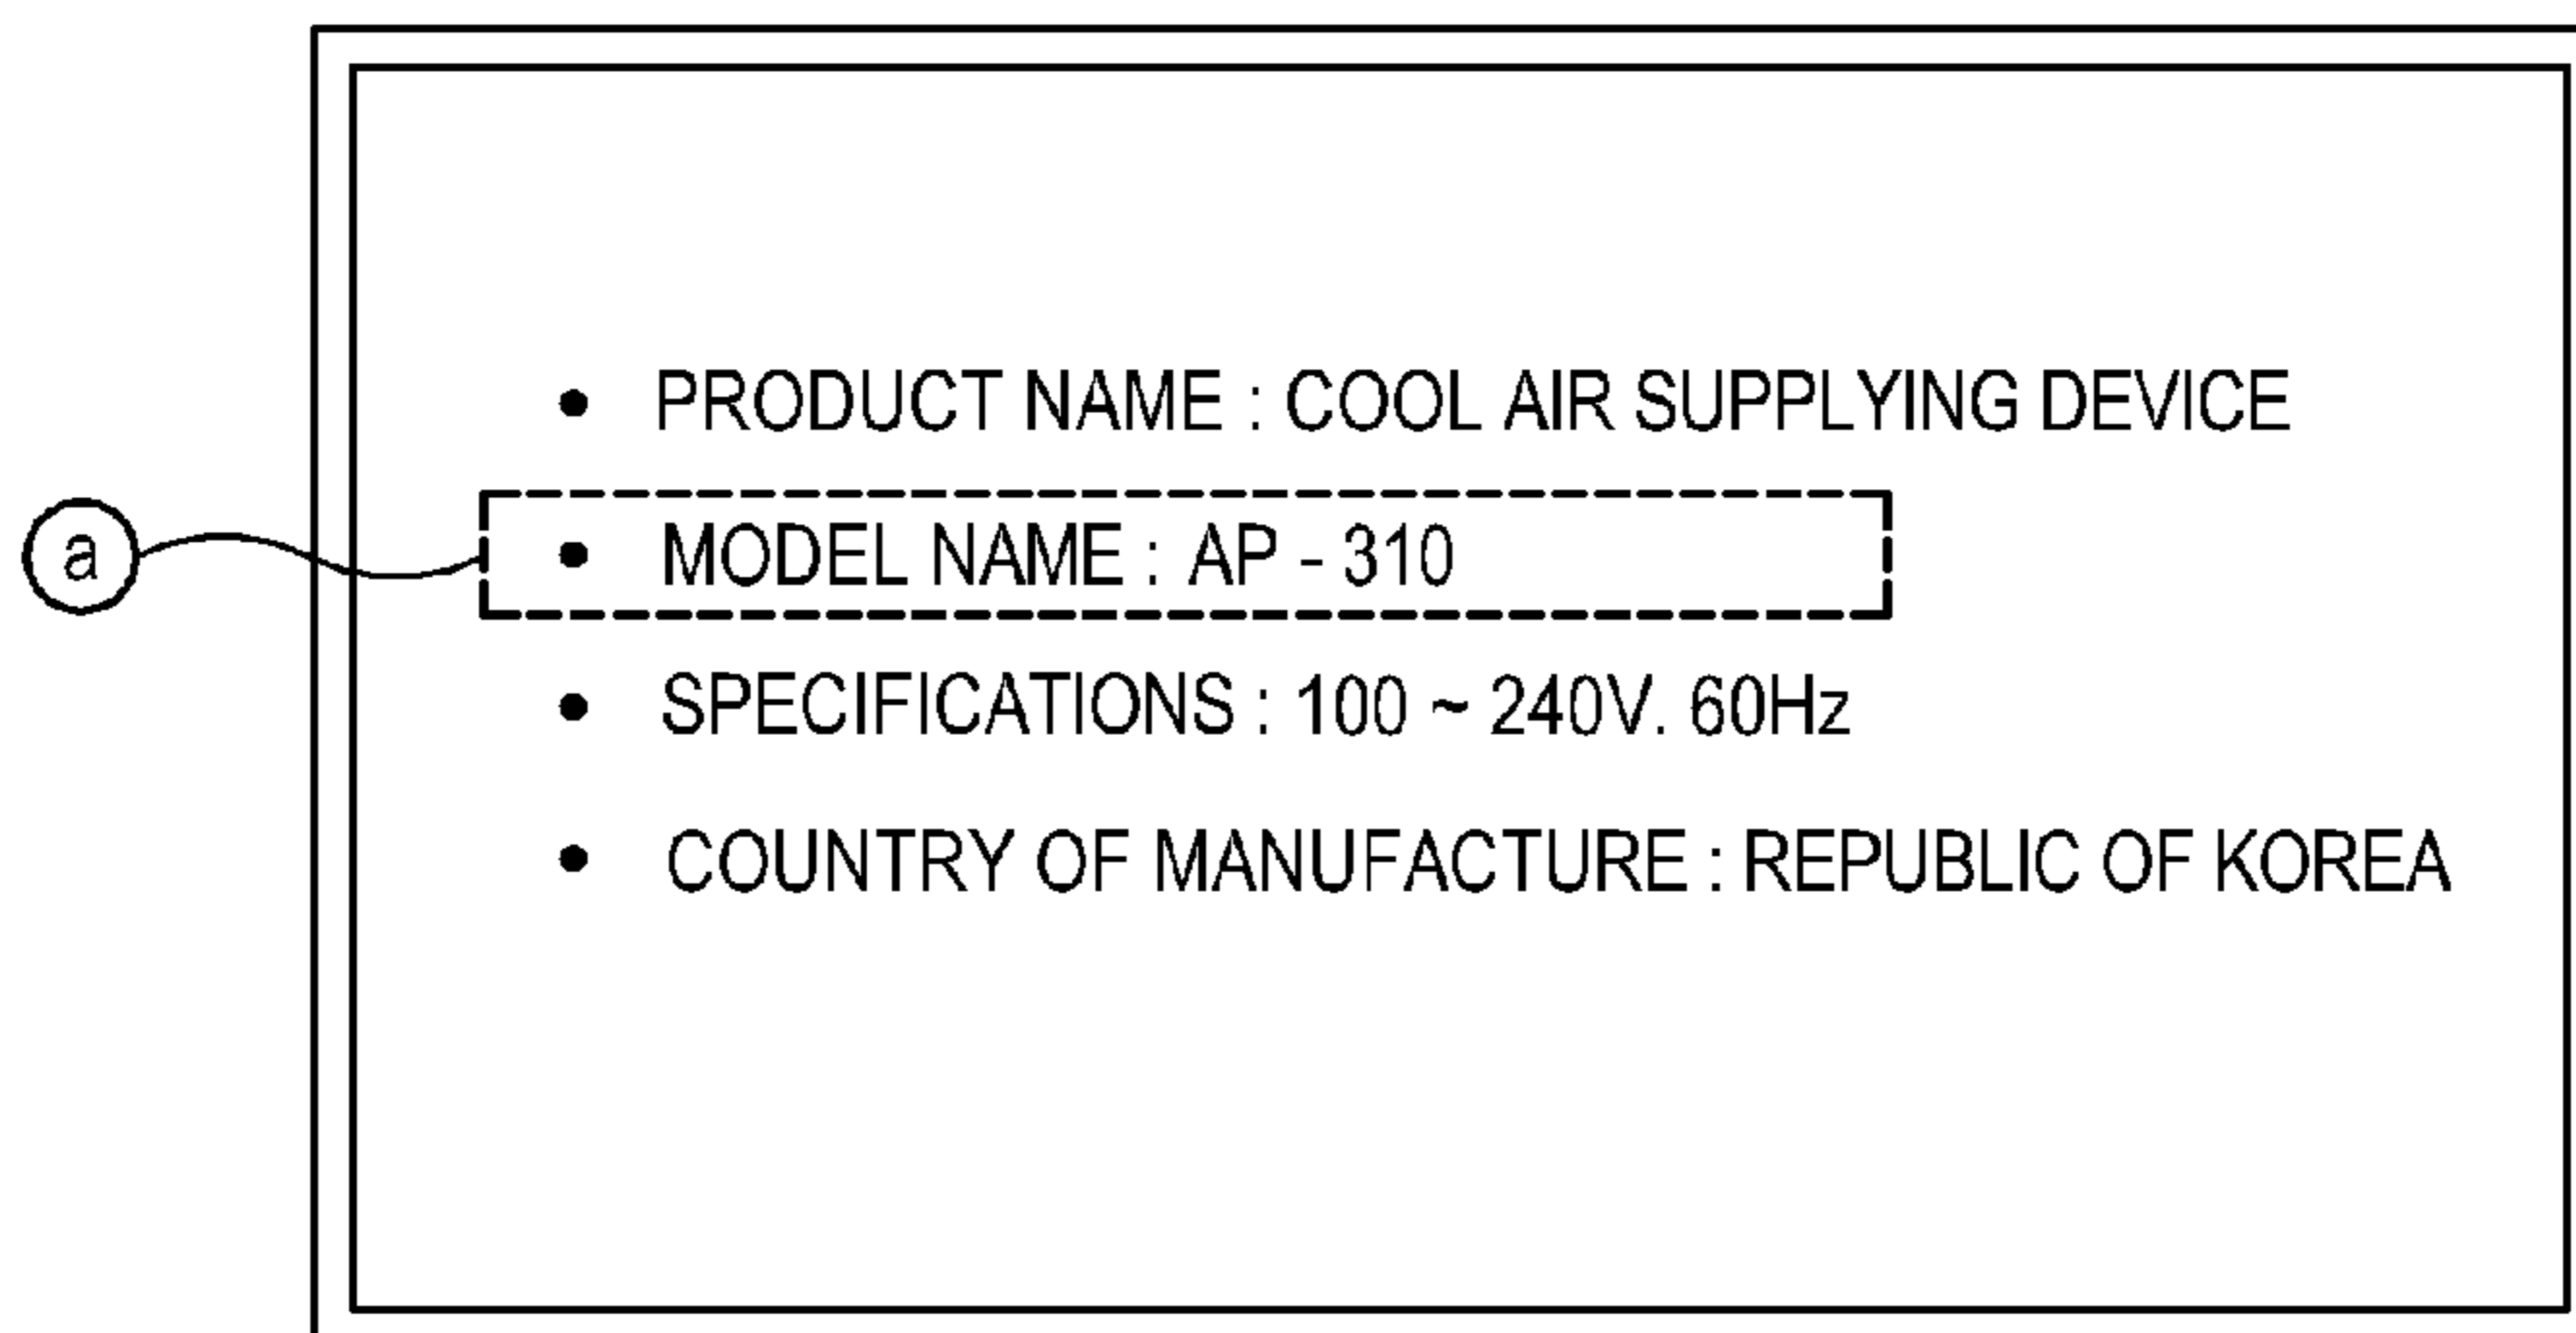 • PRODUCT NAME : COOL AIR SUPPLYING DEVICE
a
• MODEL NAME : AP - 310
• SPECIFICATIONS : 100 ~ 240V. 60Hz
• COUNTRY OF MANUFACTURE : REPUBLIC OF KOREA